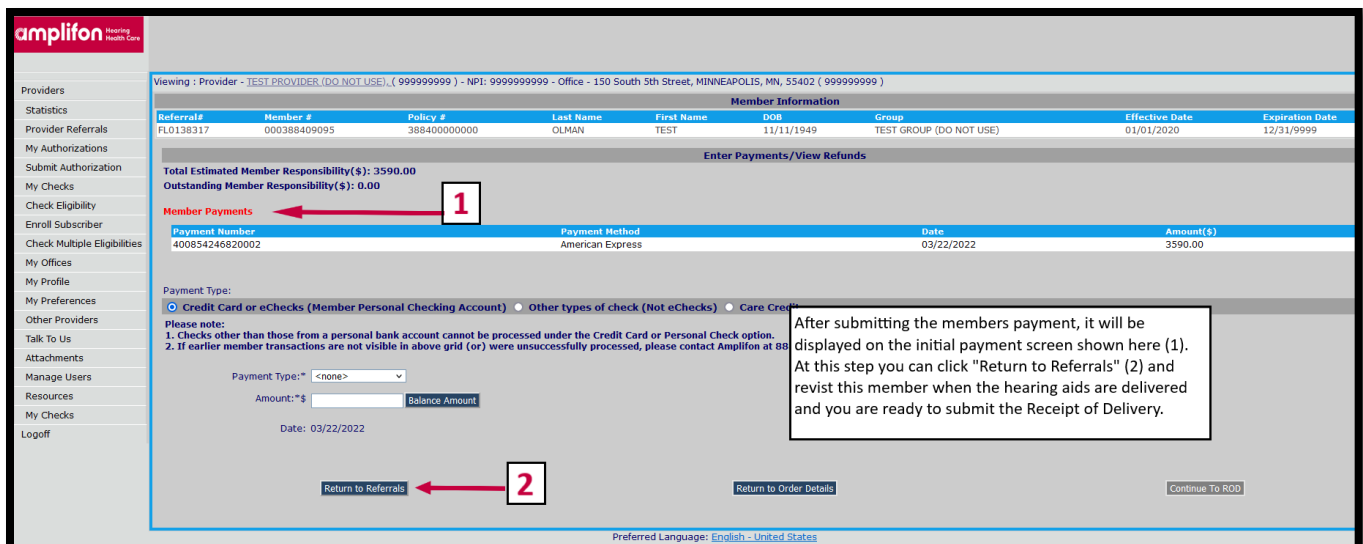 amplifon Hearing Health Care
Viewing : Provider - TEST PROVIDER (DO NOT USE), ( 999999999 ) - NPI: 9999999999 - Office - 150 South 5th Street, MINNEAPOLIS, MN, 55402 ( 999999999 )
Providers
Statistics
Provider Referrals
My Authorizations
Submit Authorization
My Checks
Check Eligibility
Enroll Subscriber
Check Multiple Eligibilities
My Offices
My Profile
My Preferences
Other Providers
Talk To Us
Attachments
Manage Users
Resources
My Checks
Logoff
Member Information
Referral# Member # Policy # Last Name First Name DOB Group Effective Date Expiration Date
FL0138317 000388409095 388400000000 OLMAN TEST 11/11/1949 TEST GROUP (DO NOT USE) 01/01/2020 12/31/9999
Enter Payments/View Refunds
Total Estimated Member Responsibility($): 3590.00
Outstanding Member Responsibility($): 0.00
1
Member Payments
Payment Number Payment Method Date Amount($)
400854246820002 American Express 03/22/2022 3590.00
Payment Type:
Credit Card or eChecks (Member Personal Checking Account) Other types of check (Not eChecks) Care Credit
Please note:
1. Checks other than those from a personal bank account cannot be processed under the Credit Card or Personal Check option.
2. If earlier member transactions are not visible in above grid (or) were unsuccessfully processed, please contact Amplifon at 88
After submitting the members payment, it will be
displayed on the initial payment screen shown here (1).
At this step you can click "Return to Referrals" (2) and
revist this member when the hearing aids are delivered
and you are ready to submit the Receipt of Delivery.
Payment Type:* <none>
Amount:*$ Balance Amount
Date: 03/22/2022
Return to Referrals 2 Return to Order Details Continue To ROD
Preferred Language: English - United States